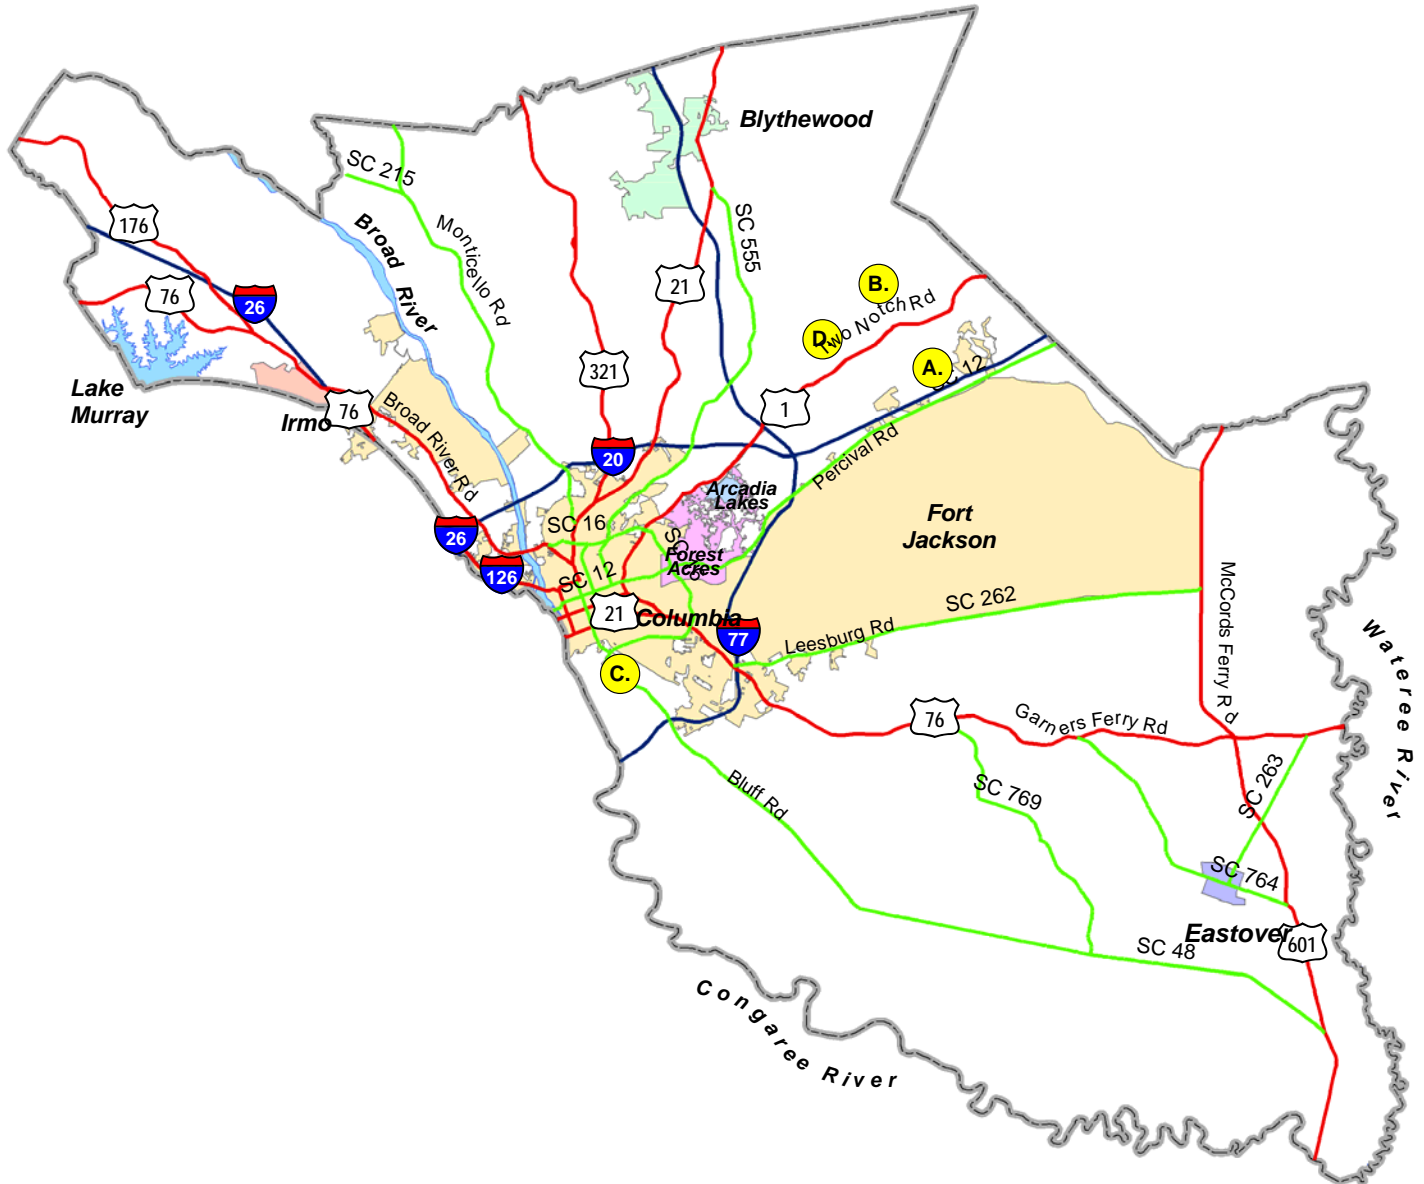 Blythewood
SC 215
Broad
River
Monticello Rd
SC 555
176
76
26
21
B.
Two Notch Rd
D.
A.
SC 12
321
Lake
Murray
Irmo
76
1
Broad River Rd
20
Percival Rd
Arcadia
Lakes
Fort
Jackson
SC 16
26
Forest
Acres
126
SC 12
21
Columbia
77
SC 262
Leesburg Rd
McCords Ferry Rd
Wateree River
C.
76
Garners Ferry Rd
Bluff Rd
SC 769
SC 263
SC 764
Eastover
601
SC 48
Congaree River